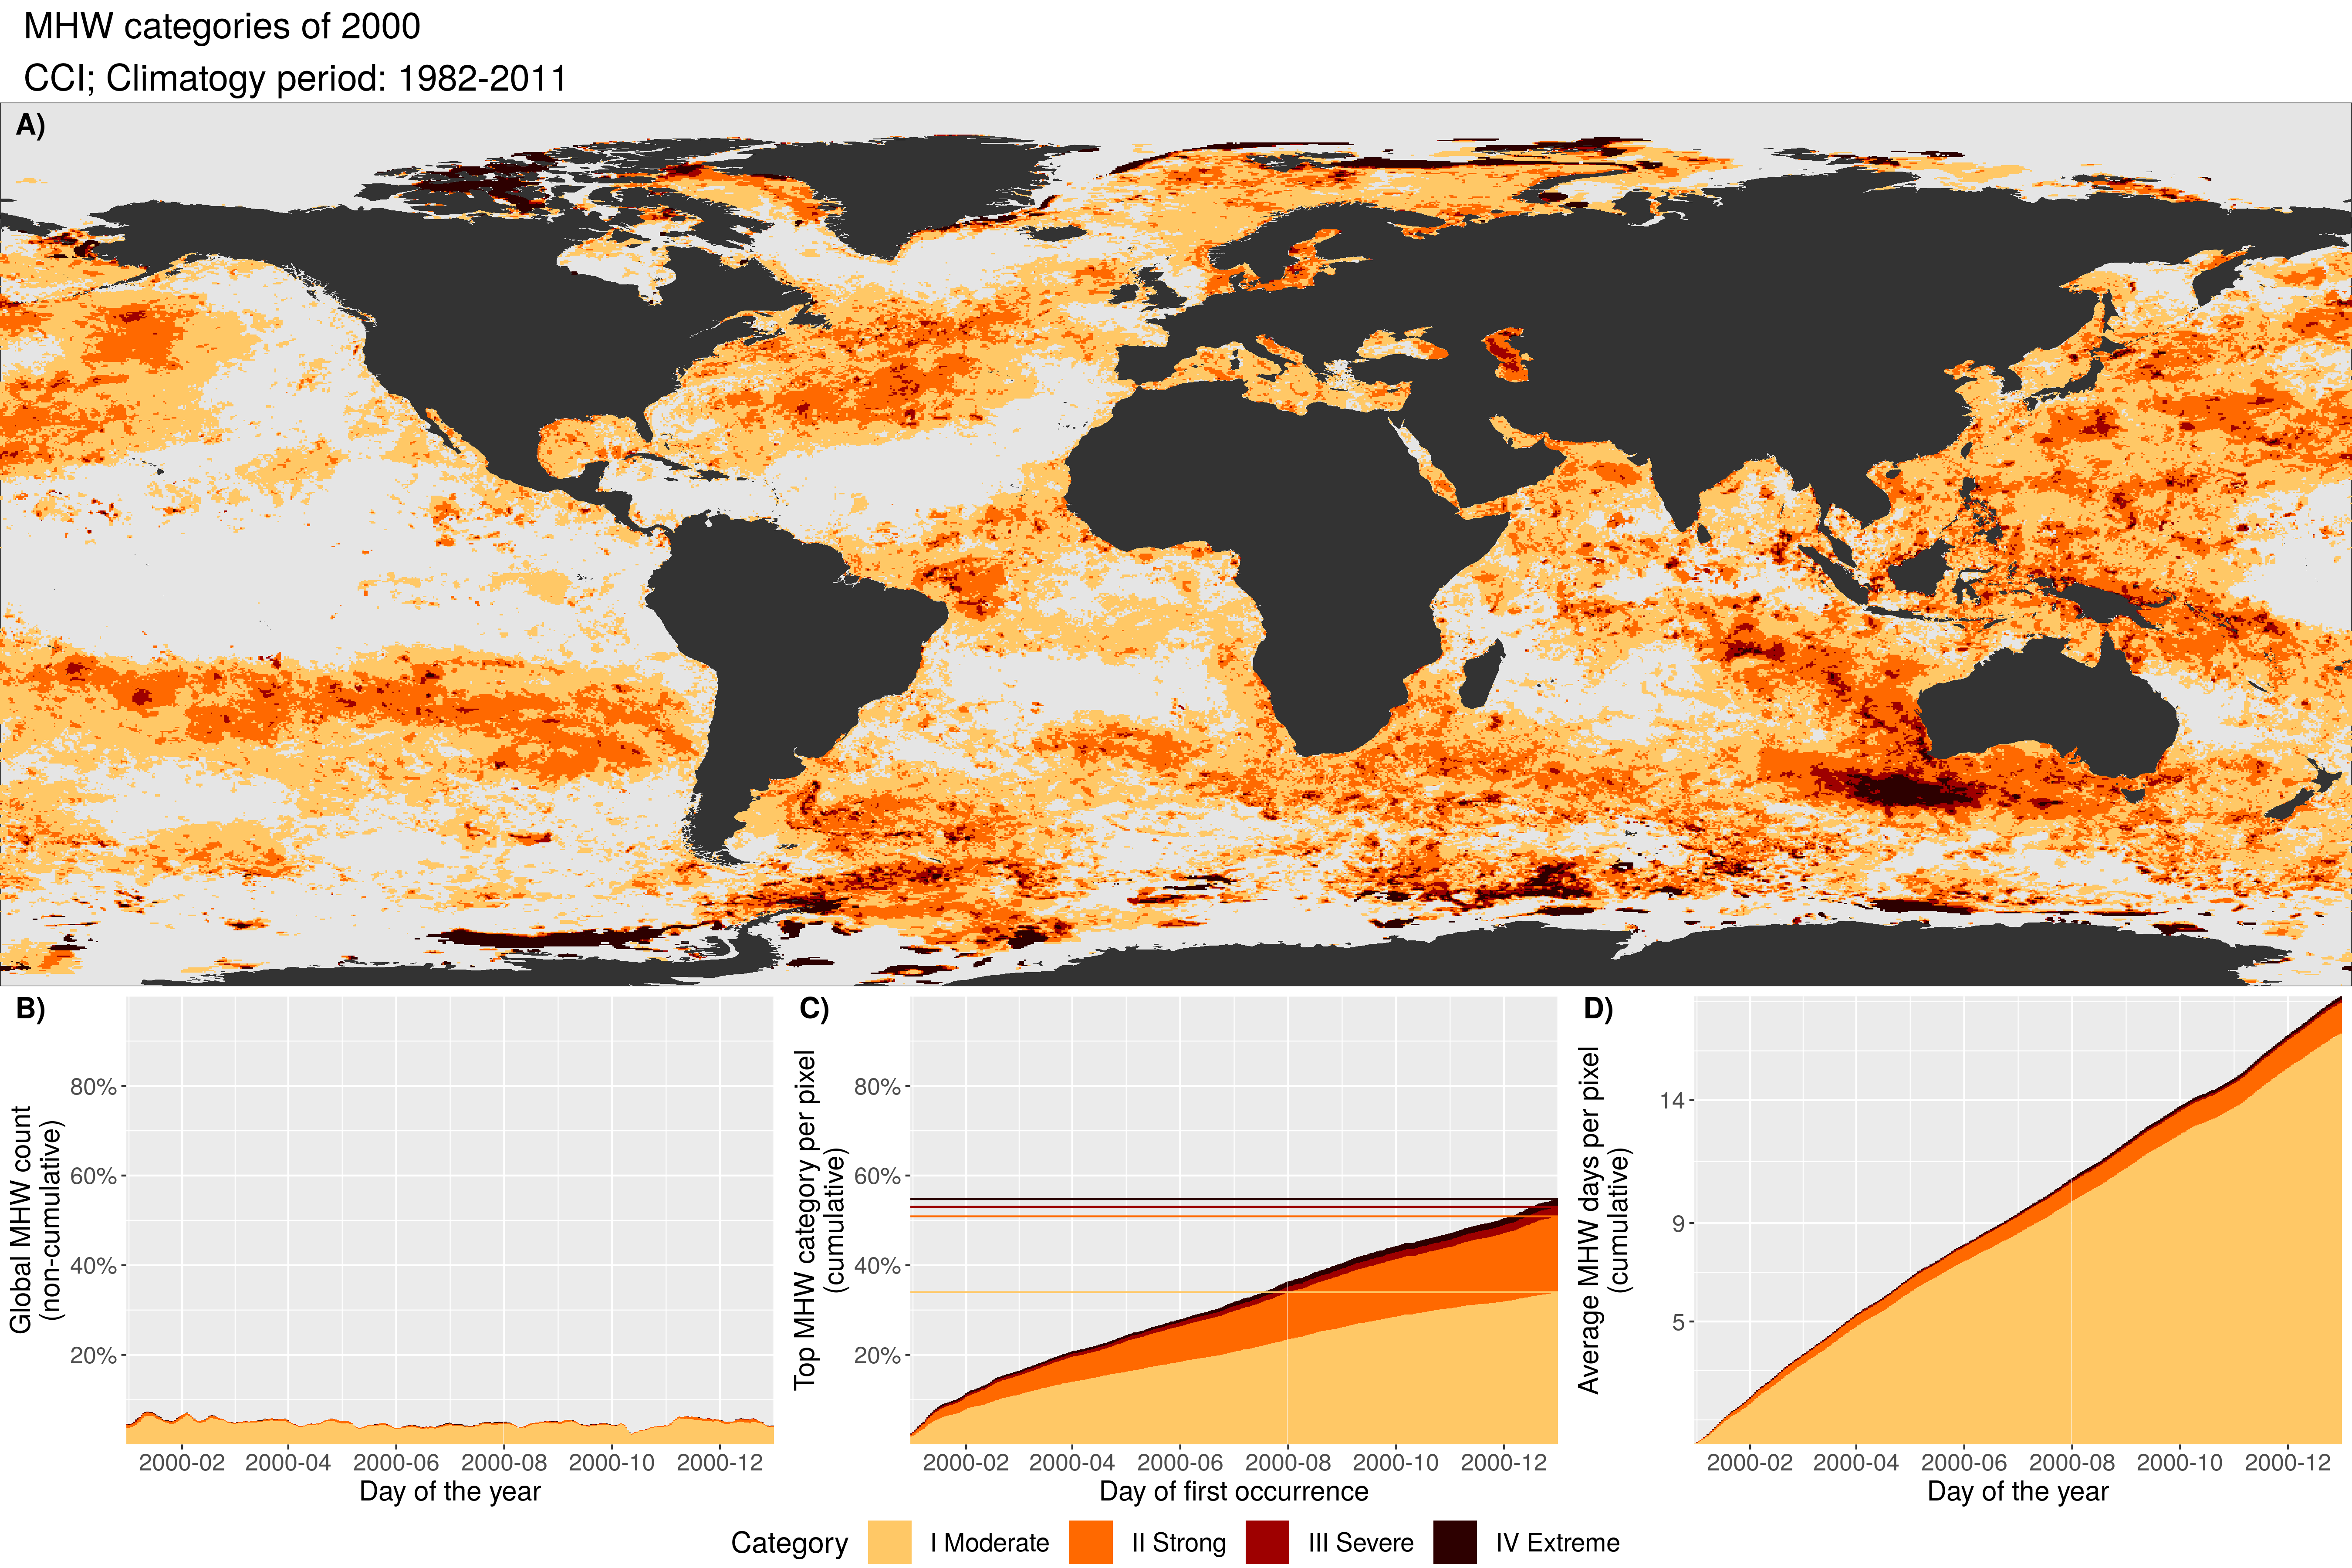 MHW categories of 2000
CCI; Climatogy period: 1982-2011
A)
B)
Global MHW count
(non-cumulative)
80%
60%
40%
20%
2000-02 2000-04 2000-06 2000-08 2000-10 2000-12
Day of the year
C)
Top MHW category per pixel
(cumulative)
80%
60%
40%
20%
2000-02 2000-04 2000-06 2000-08 2000-10 2000-12
Day of first occurrence
D)
Average MHW days per pixel
(cumulative)
14
9
5
2000-02 2000-04 2000-06 2000-08 2000-10 2000-12
Day of the year
Category I Moderate II Strong III Severe IV Extreme